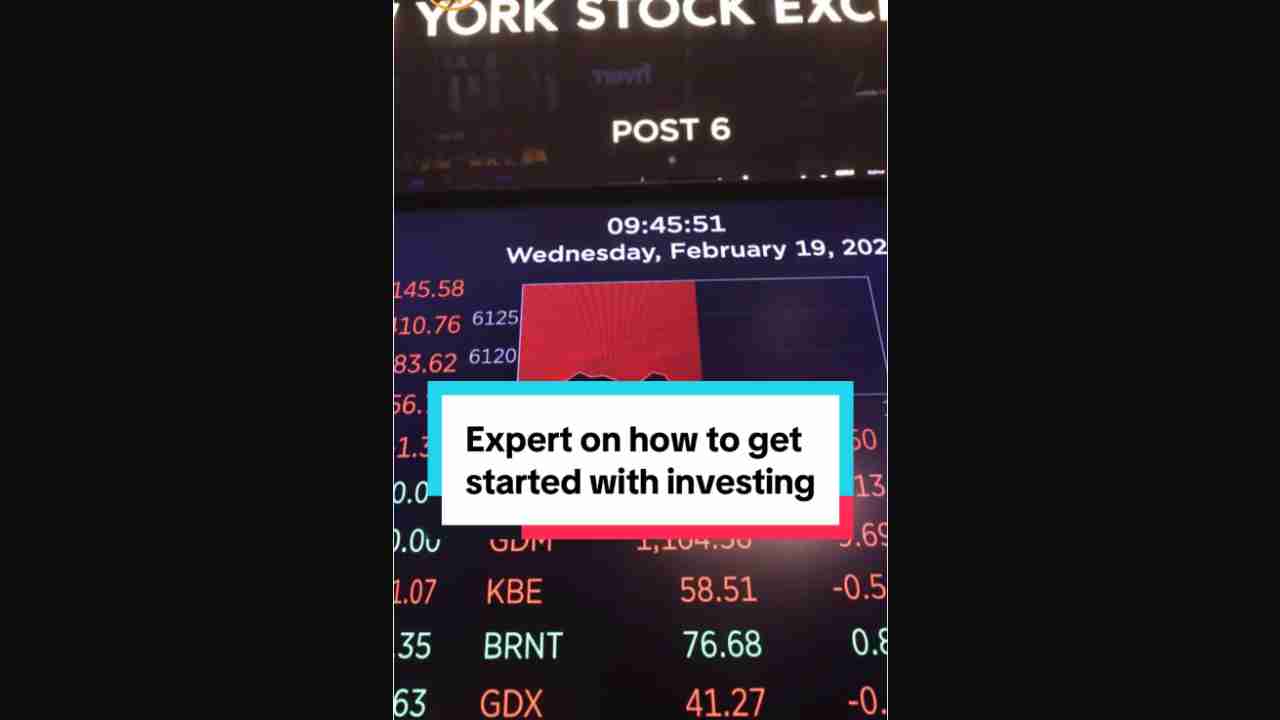 YORK STOCK EXC
POST 6
09:45:51
Wednesday, February 19, 202
145.58
410.76 6125
83.62 6120
56.
-1.3 50
0.0 13
Expert on how to get
started with investing
0.00 GDM 1,104.56 9.69
1.07 KBE 58.51 -0.5
.35 BRNT 76.68 0.8
63 GDX 41.27 -0.